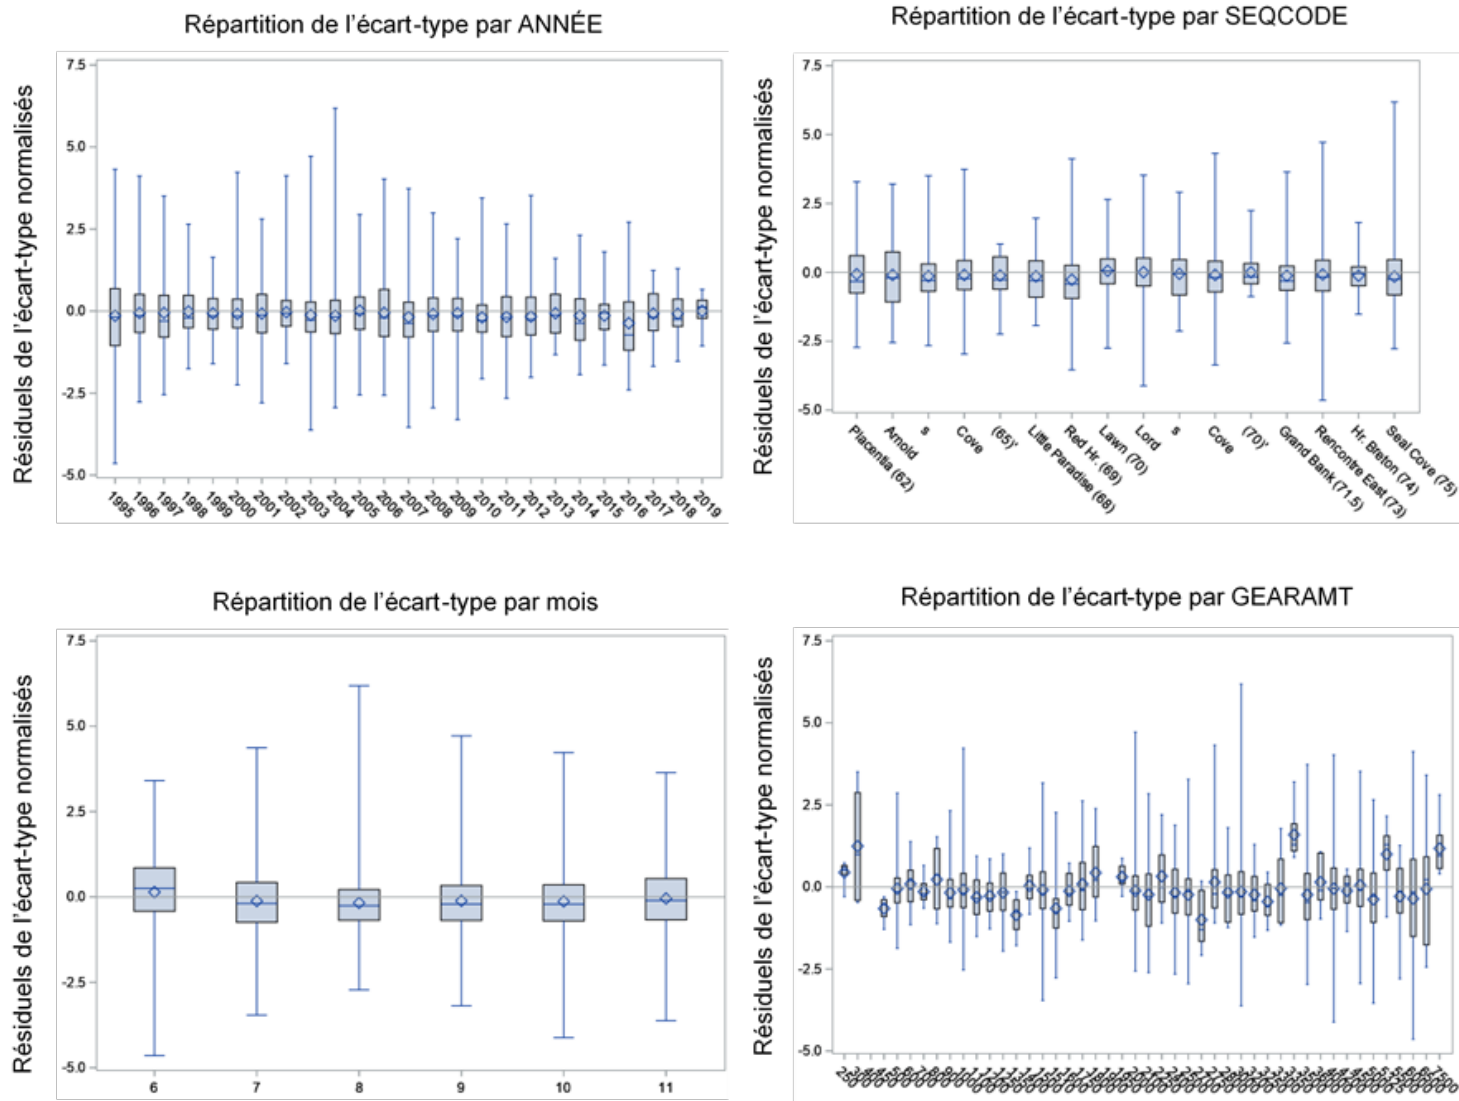 Répartition de l'écart-type par ANNÉE
Résiduels de l'écart-type normalisés
7.5
5.0
2.5
0.0
-2.5
-5.0
1995 1996 1997 1998 1999 2000 2001 2002 2003 2004 2005 2006 2007 2008 2009 2010 2011 2012 2013 2014 2015 2016 2017 2018 2019
Répartition de l'écart-type par SEQCODE
Résiduels de l'écart-type normalisés
7.5
5.0
2.5
0.0
-2.5
-5.0
Placentia (62)
Arnold
s
Cove
(65)'
Little Paradise (68)
Red Hr. (69)
Lawn (70)
Lord
s
Cove
(70)'
Grand Bank (71.5)
Rencontre East (73)
Hr. Breton (74)
Seal Cove (75)
Répartition de l'écart-type par mois
Résiduels de l'écart-type normalisés
7.5
5.0
2.5
0.0
-2.5
-5.0
6 7 8 9 10 11
Répartition de l'écart-type par GEARAMT
Résiduels de l'écart-type normalisés
7.5
5.0
2.5
0.0
-2.5
-5.0